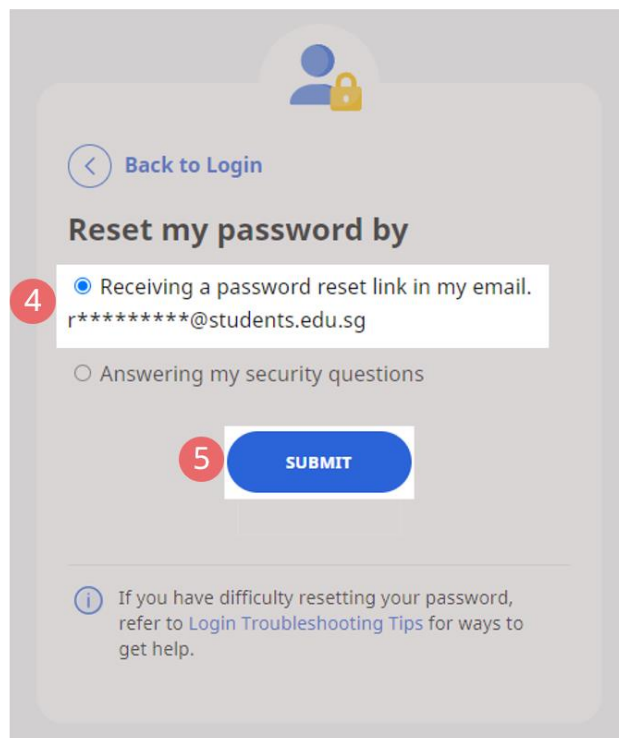 Back to Login
Reset my password by
4
Receiving a password reset link in my email.
r*********@students.edu.sg
Answering my security questions
5
SUBMIT
If you have difficulty resetting your password,
refer to Login Troubleshooting Tips for ways to
get help.